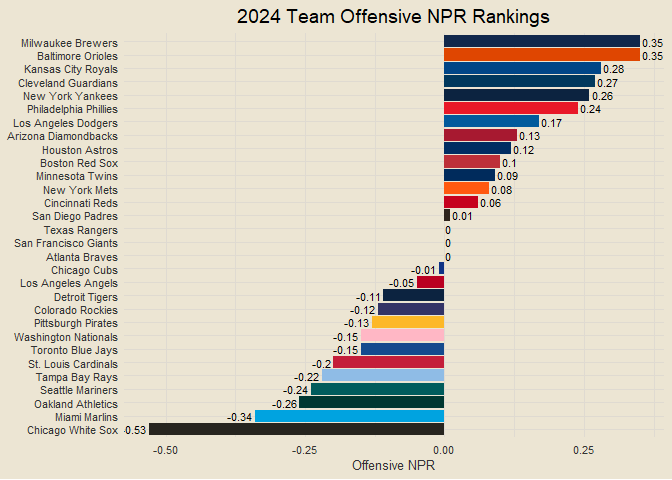 2024 Team Offensive NPR Rankings
Milwaukee Brewers 0.35
Baltimore Orioles 0.35
Kansas City Royals 0.28
Cleveland Guardians 0.27
New York Yankees 0.26
Philadelphia Phillies 0.24
Los Angeles Dodgers 0.17
Arizona Diamondbacks 0.13
Houston Astros 0.12
Boston Red Sox 0.1
Minnesota Twins 0.09
New York Mets 0.08
Cincinnati Reds 0.06
San Diego Padres 0.01
Texas Rangers 0
San Francisco Giants 0
Atlanta Braves 0
Chicago Cubs -0.01
Los Angeles Angels -0.05
Detroit Tigers -0.11
Colorado Rockies -0.12
Pittsburgh Pirates -0.13
Washington Nationals -0.15
Toronto Blue Jays -0.15
St. Louis Cardinals -0.2
Tampa Bay Rays -0.22
Seattle Mariners -0.24
Oakland Athletics -0.26
Miami Marlins -0.34
Chicago White Sox -0.53
-0.50 -0.25 0.00 0.25
Offensive NPR